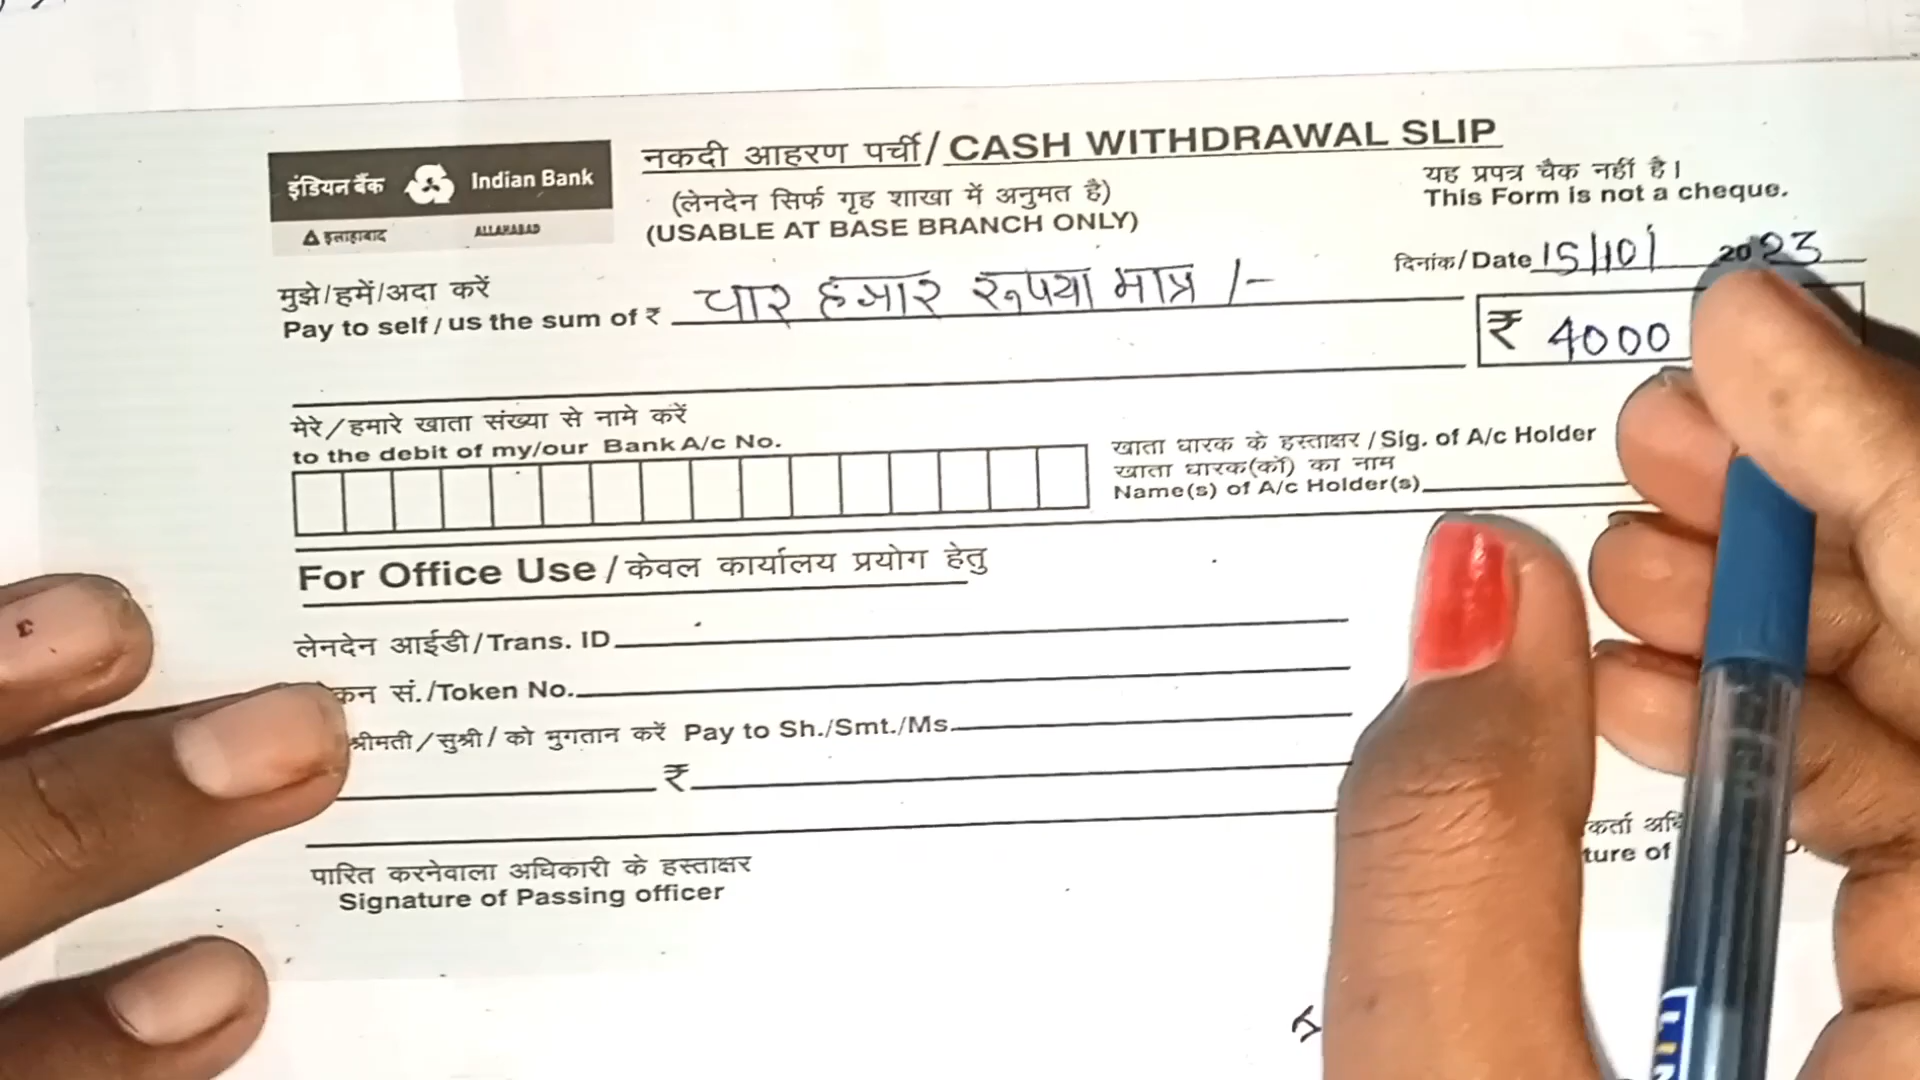 नकदी आहरण पर्ची / CASH WITHDRAWAL SLIP
इंडियन बैंक Indian Bank
इलाहाबाद ALLAHABAD
(लेनदेन सिर्फ गृह शाखा में अनुमत है)
(USABLE AT BASE BRANCH ONLY)
यह प्रपत्र चैक नहीं है।
This Form is not a cheque.
दिनांक/Date 15/10/ 2023
मुझे/हमें/अदा करें
Pay to self/us the sum of ₹ चार हजार रूपया मात्र /-
₹ 4000
मेरे/हमारे खाता संख्या से नामे करें
to the debit of my/our Bank A/c No.
खाता धारक के हस्ताक्षर/Sig. of A/c Holder
खाता धारक(कों) का नाम
Name(s) of A/c Holder(s)
For Office Use/केवल कार्यालय प्रयोग हेतु
लेनदेन आईडी/Trans. ID
कन सं./Token No.
श्रीमती/सुश्री/ को भुगतान करें Pay to Sh./Smt./Ms.
₹
कर्ता अधि
ture of
पारित करनेवाला अधिकारी के हस्ताक्षर
Signature of Passing officer